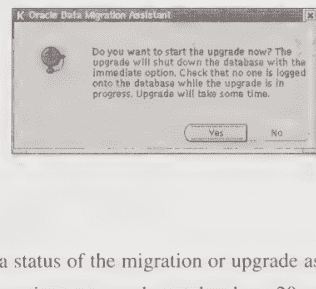 Oracle Data Migration Assistant
Do you want to start the upgrade now? The
upgrade will shut down the database with the
immediate option. Check that no one is logged
onto the database while the upgrade is in
progress. Upgrade will take some time.
Yes No
a status of the migration or upgrade as